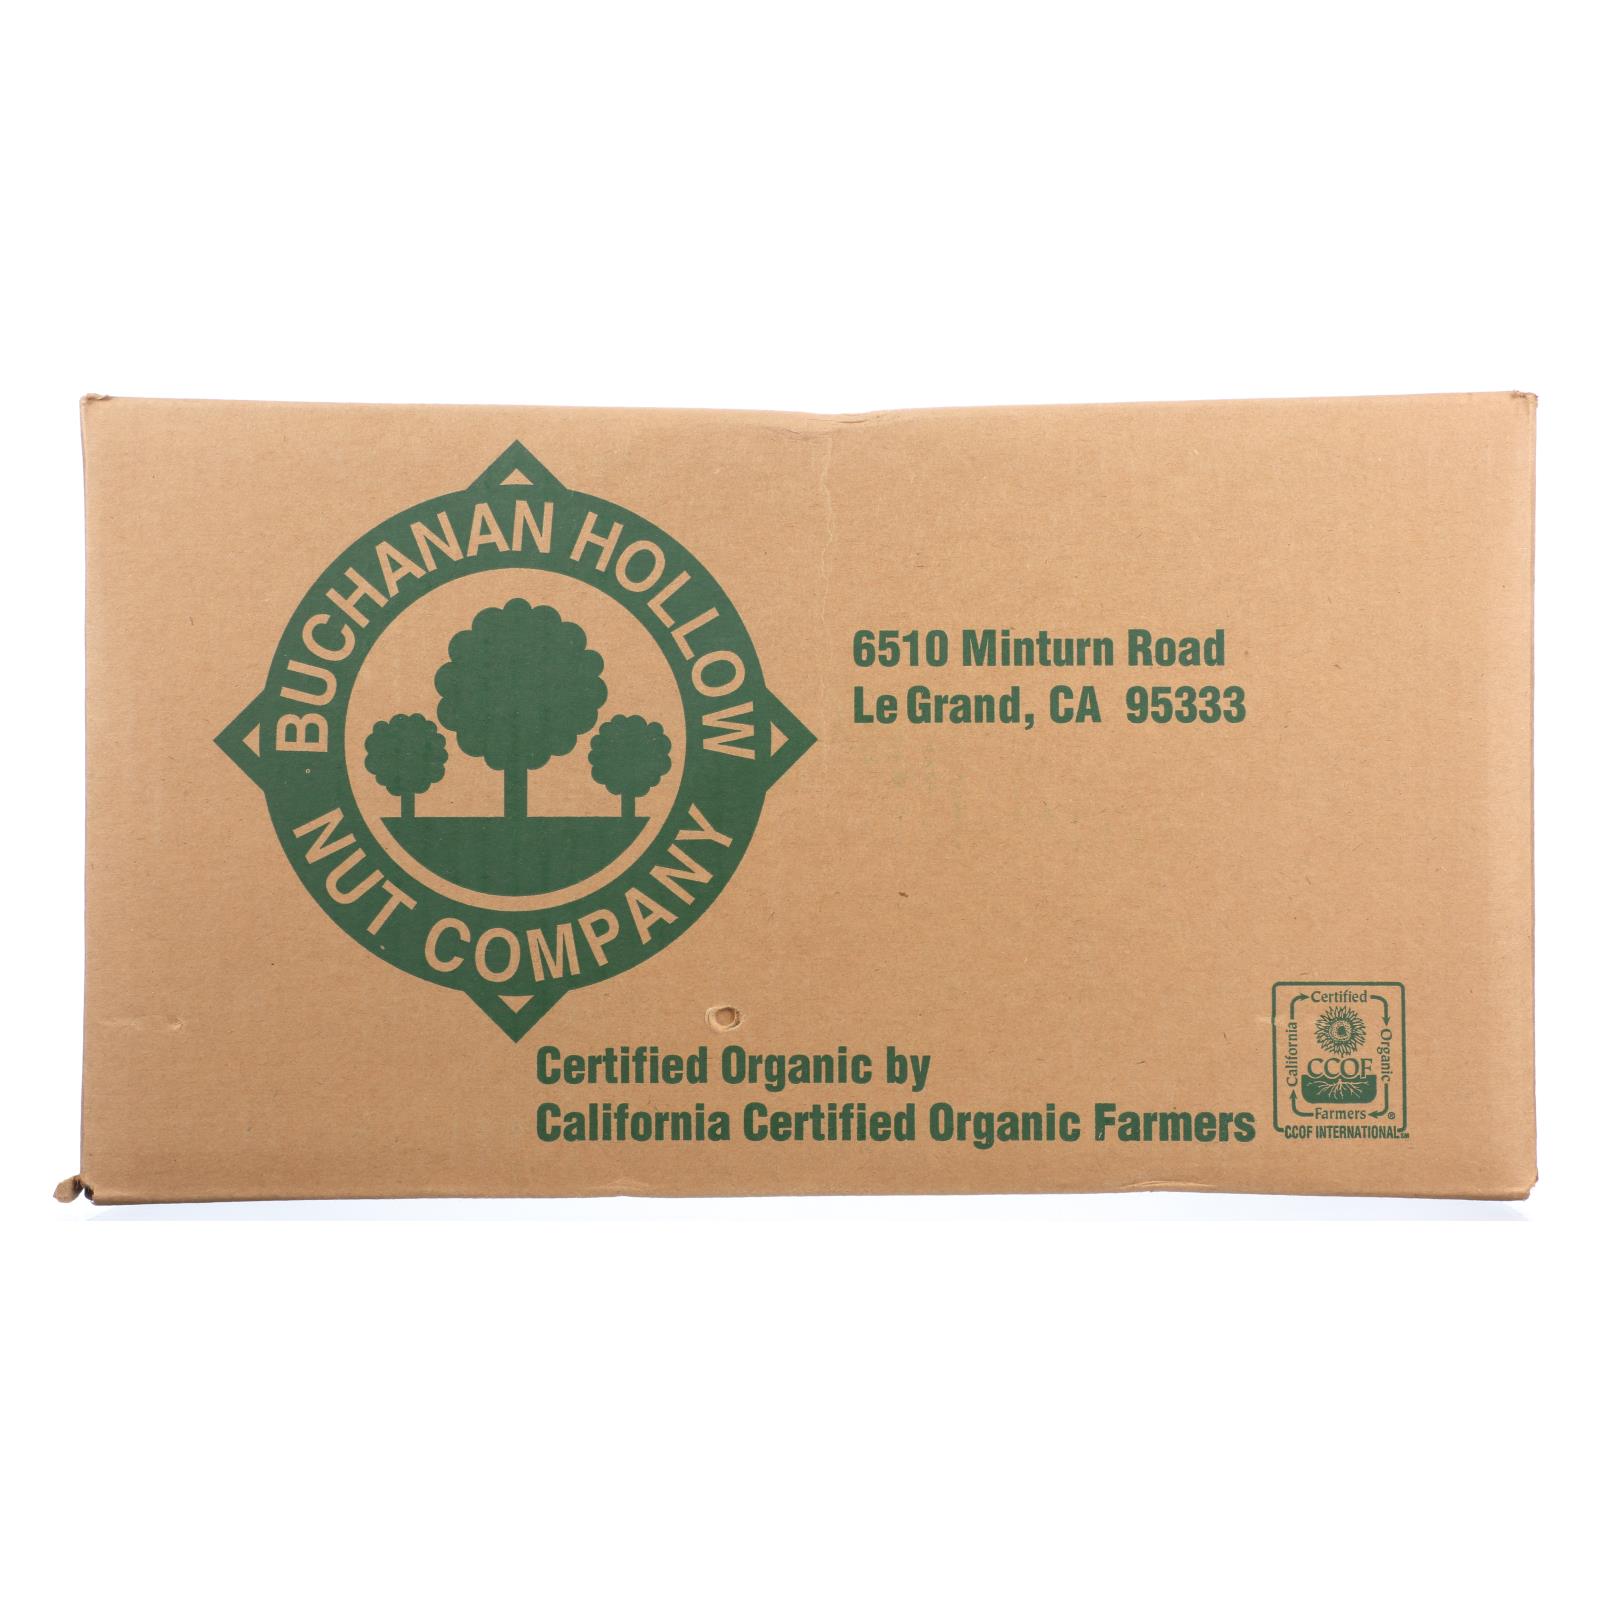 BUCHANAN HOLLOW
NUT COMPANY
6510 Minturn Road
Le Grand, CA 95333
Certified Organic by
California Certified Organic Farmers
California
Certified
Organic
Farmers
CCOF
®
CCOF INTERNATIONAL℠